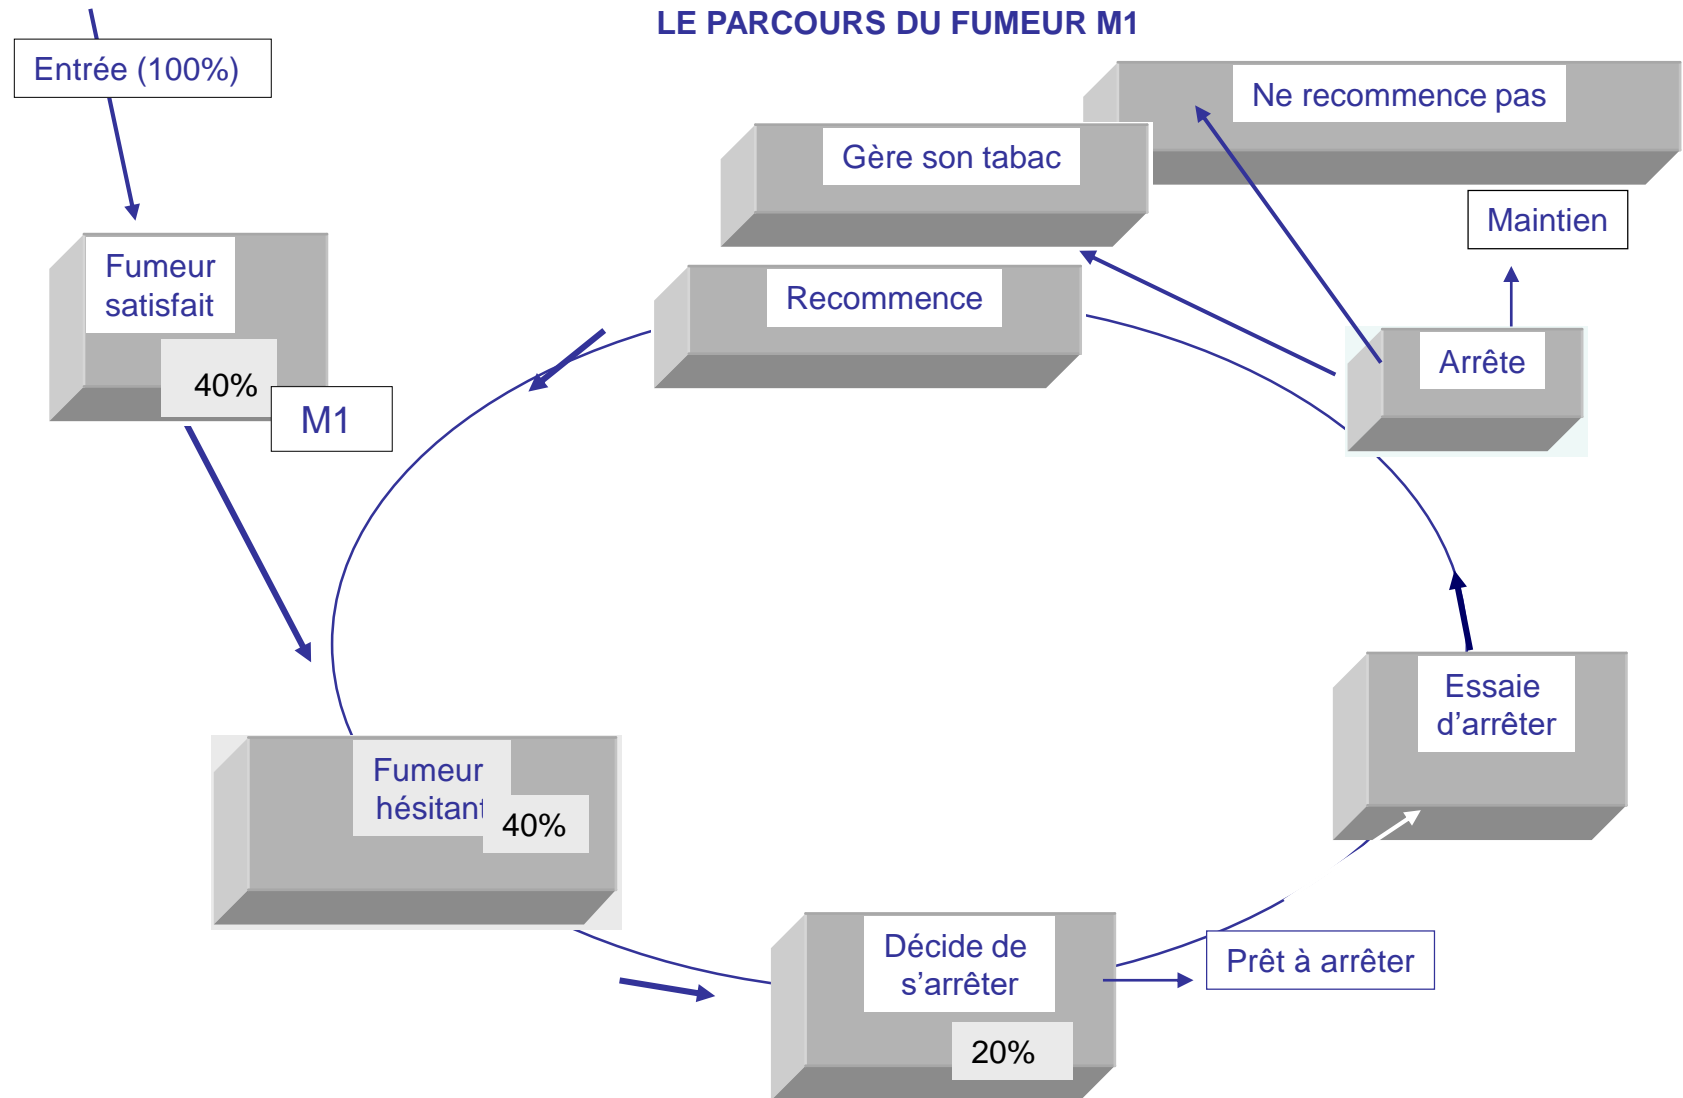 LE PARCOURS DU FUMEUR M1
Entrée (100%)
Ne recommence pas
Gère son tabac
Maintien
Fumeur
satisfait
Recommence
Arrête
40%
M1
Essaie
d’arrêter
Fumeur
hésitant
40%
Décide de
s’arrêter
Prêt à arrêter
20%